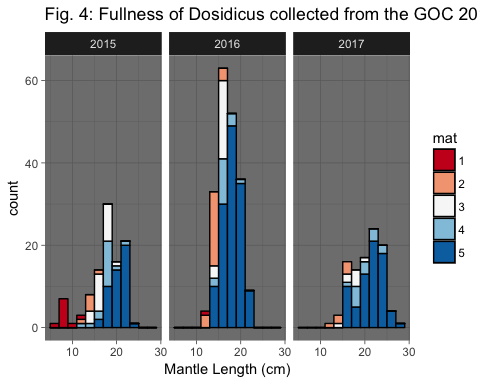 Fig. 4: Fullness of Dosidicus collected from the GOC 20
2015 2016 2017
60
40
20
0
count
10 20 30 10 20 30 10 20 30
Mantle Length (cm)
mat
1
2
3
4
5